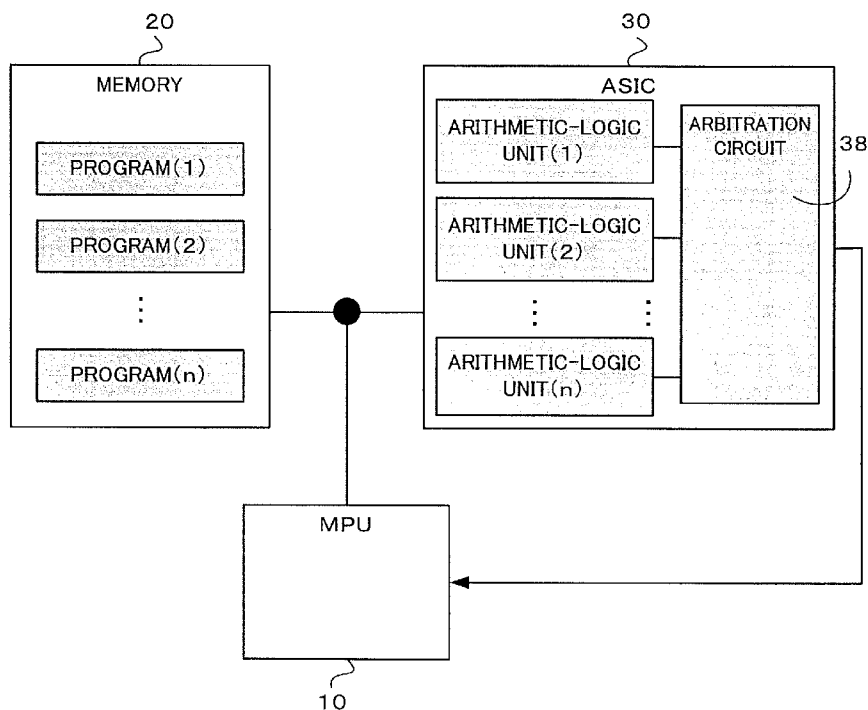 20
MEMORY
PROGRAM(1)
PROGRAM(2)
PROGRAM(n)
30
ASIC
ARITHMETIC-LOGIC
UNIT(1)
ARITHMETIC-LOGIC
UNIT(2)
ARITHMETIC-LOGIC
UNIT(n)
ARBITRATION
CIRCUIT
38
MPU
10